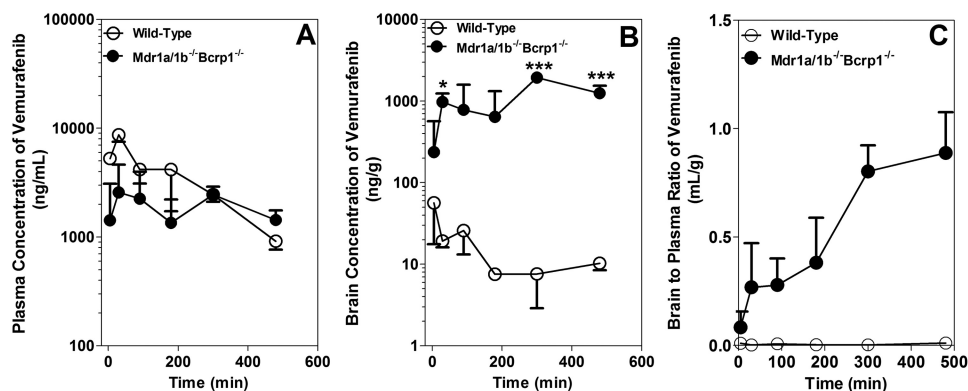 A
Wild-Type
Mdr1a/1b-/-Bcrp1-/-
100000
10000
1000
100
Plasma Concentration of Vemurafenib
(ng/mL)
0 200 400 600
Time (min)
B
Wild-Type
Mdr1a/1b-/-Bcrp1-/-
10000
1000
100
10
1
* *** ***
Brain Concentration of Vemurafenib
(ng/g)
0 200 400 600
Time (min)
C
Wild-Type
Mdr1a/1b-/-Bcrp1-/-
1.5
1.0
0.5
0.0
Brain to Plasma Ratio of Vemurafenib
(mL/g)
0 100 200 300 400 500
Time (min)